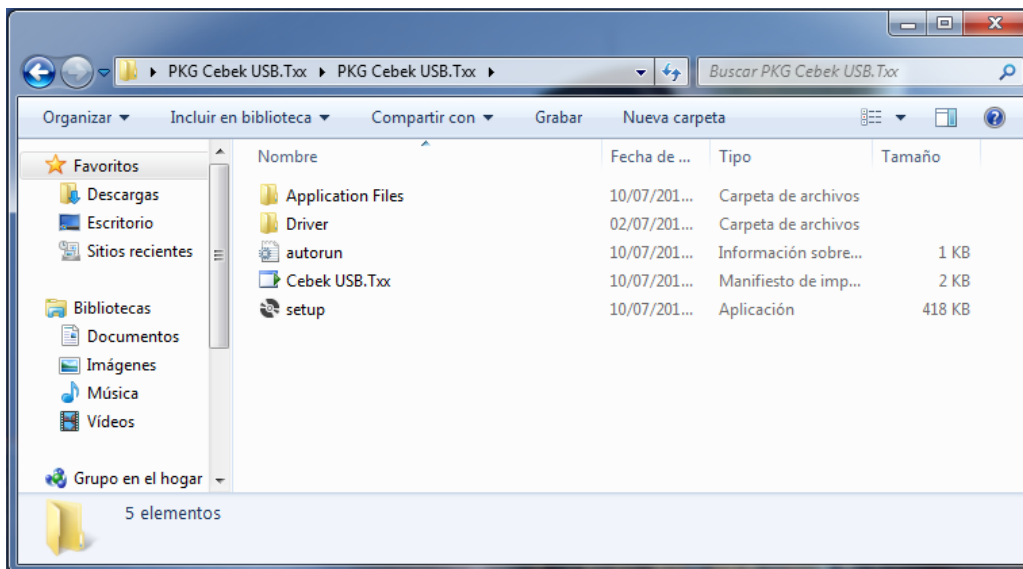 PKG Cebek USB.Txx PKG Cebek USB.Txx Buscar PKG Cebek USB.Txx
Organizar Incluir en biblioteca Compartir con Grabar Nueva carpeta
Favoritos
Descargas
Escritorio
Sitios recientes
Bibliotecas
Documentos
Imágenes
Música
Vídeos
Grupo en el hogar
Nombre Fecha de ... Tipo Tamaño
Application Files 10/07/201... Carpeta de archivos
Driver 02/07/201... Carpeta de archivos
autorun 10/07/201... Información sobre... 1 KB
Cebek USB.Txx 10/07/201... Manifiesto de imp... 2 KB
setup 10/07/201... Aplicación 418 KB
5 elementos